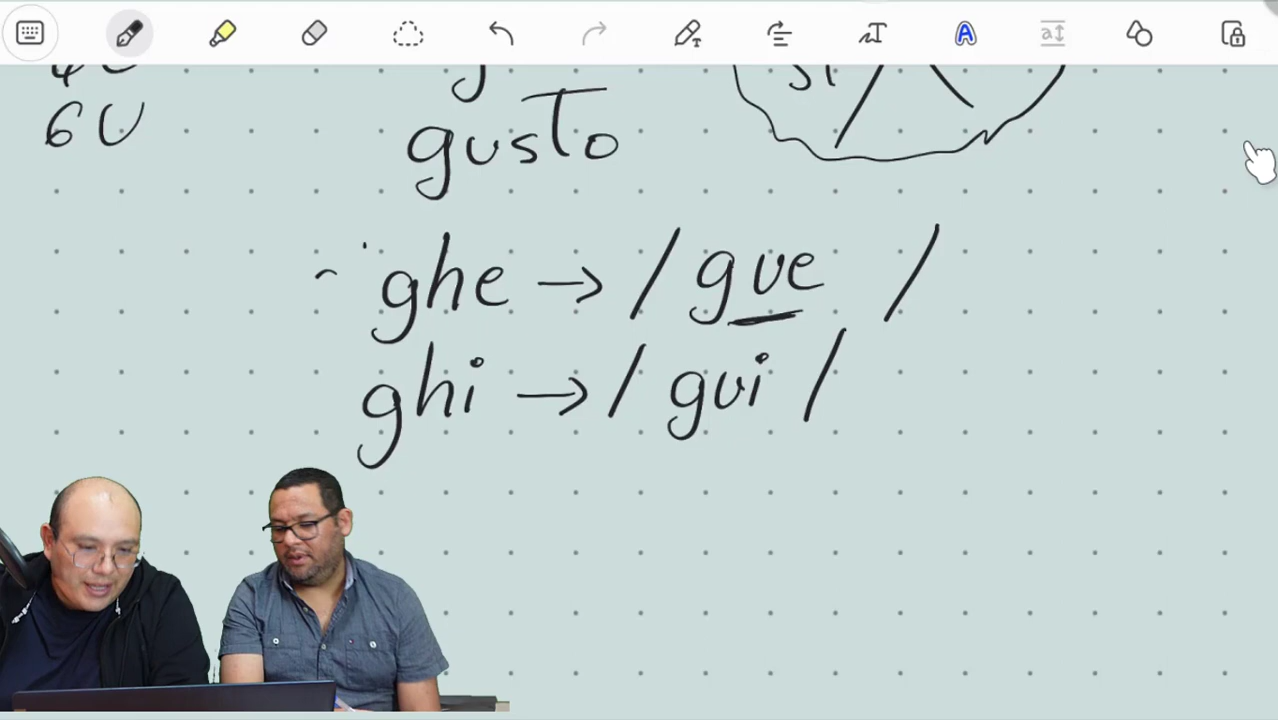 6U
gusto
ghe → / gue /
ghi → / gui /